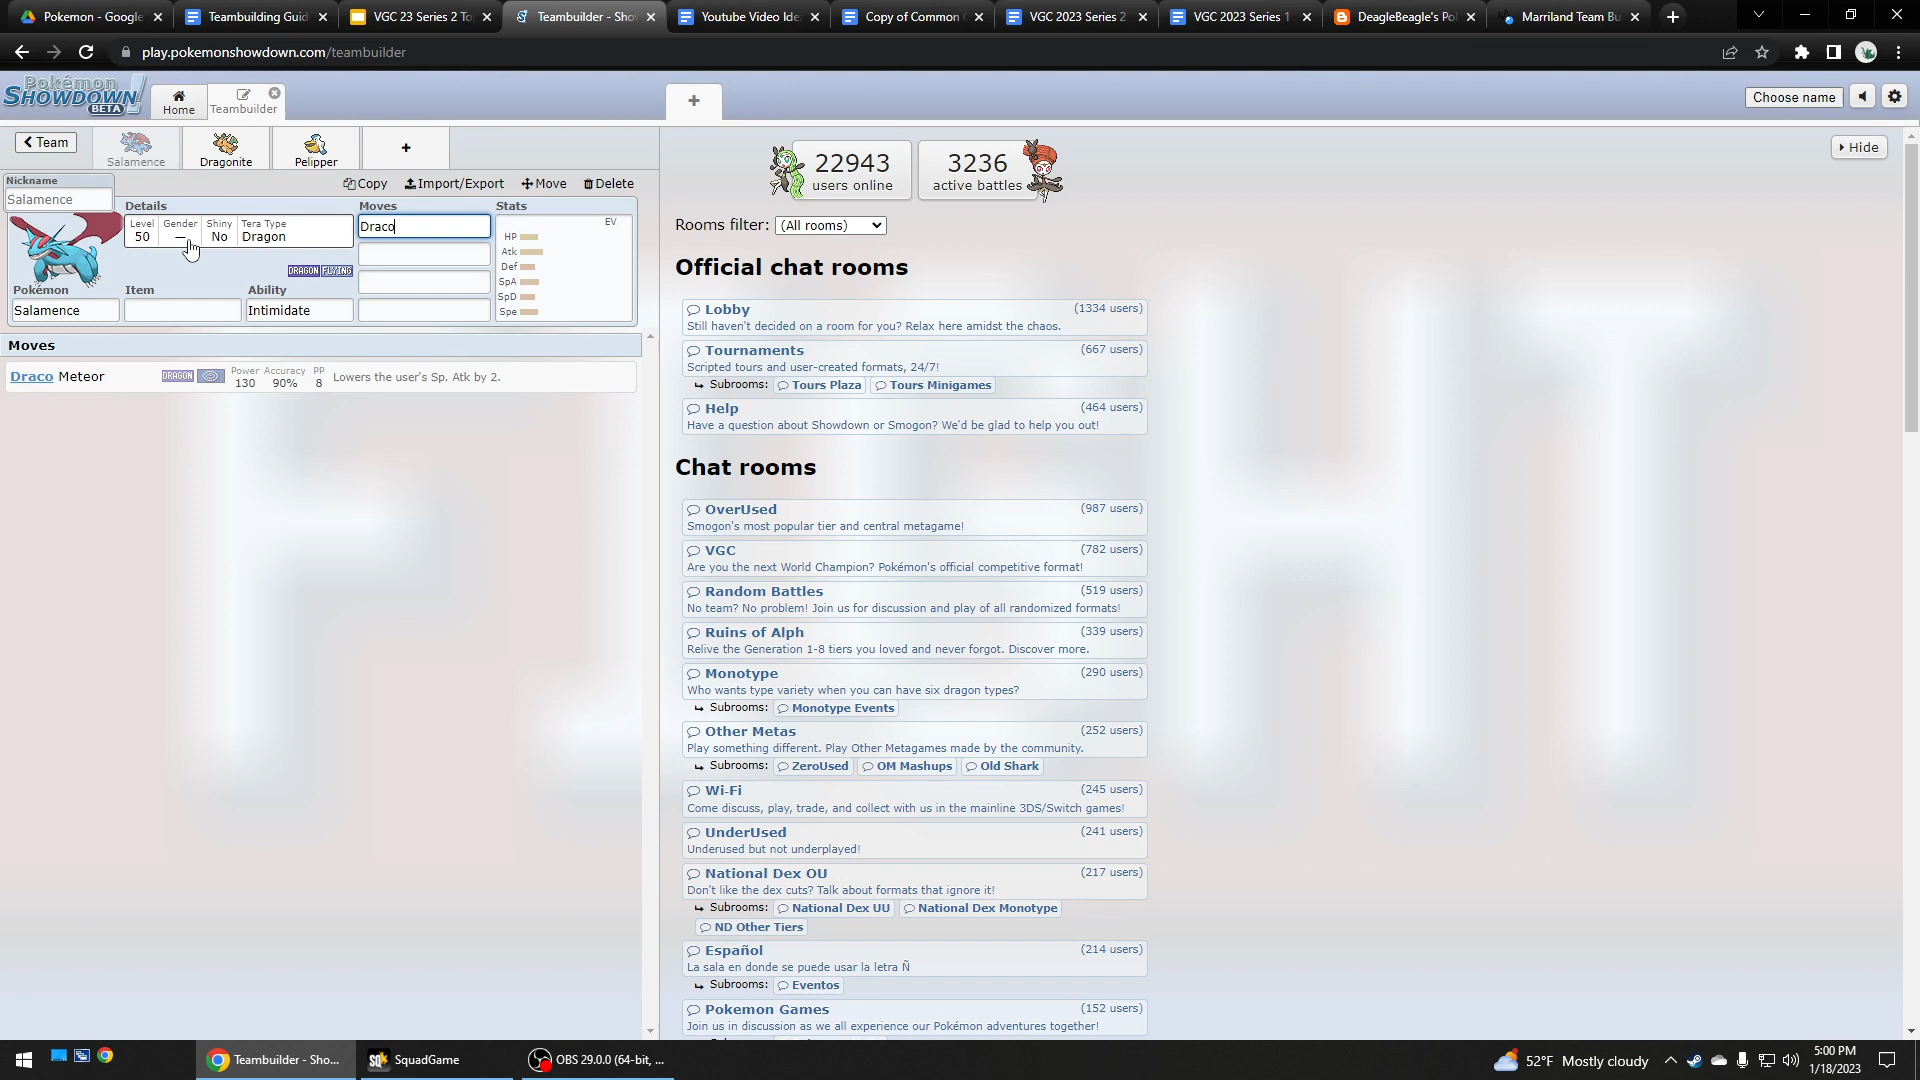 Pokemon - Google
Teambuilding Guid
VGC 23 Series 2 To
Teambuilder - Sho
Youtube Video Ide
Copy of Common
VGC 2023 Series 2
VGC 2023 Series 1
DeagleBeagle's Po
Marriland Team Bu
play.pokemonshowdown.com/teambuilder
Pokémon
SHOWDOWN!
BETA
Home
Teambuilder
+
Choose name
Team
Salamence
Dragonite
Pelipper
+
22943
users online
3236
active battles
Hide
Nickname
Salamence
Copy
Import/Export
Move
Delete
Details
Moves
Stats
Level
50
Gender
—
Shiny
No
Tera Type
Dragon
Draco
EV
HP
Atk
Def
SpA
SpD
Spe
DRAGON FLYING
Pokémon
Item
Ability
Salamence
Intimidate
Moves
Draco Meteor
DRAGON
Power
130
Accuracy
90%
PP
8
Lowers the user's Sp. Atk by 2.
Rooms filter: (All rooms)
Official chat rooms
Lobby (1334 users)
Still haven't decided on a room for you? Relax here amidst the chaos.
Tournaments (667 users)
Scripted tours and user-created formats, 24/7!
Subrooms: Tours Plaza Tours Minigames
Help (464 users)
Have a question about Showdown or Smogon? We'd be glad to help you out!
Chat rooms
OverUsed (987 users)
Smogon's most popular tier and central metagame!
VGC (782 users)
Are you the next World Champion? Pokémon's official competitive format!
Random Battles (519 users)
No team? No problem! Join us for discussion and play of all randomized formats!
Ruins of Alph (339 users)
Relive the Generation 1-8 tiers you loved and never forgot. Discover more.
Monotype (290 users)
Who wants type variety when you can have six dragon types?
Subrooms: Monotype Events
Other Metas (252 users)
Play something different. Play Other Metagames made by the community.
Subrooms: ZeroUsed OM Mashups Old Shark
Wi-Fi (245 users)
Come discuss, play, trade, and collect with us in the mainline 3DS/Switch games!
UnderUsed (241 users)
Underused but not underplayed!
National Dex OU (217 users)
Don't like the dex cuts? Talk about formats that ignore it!
Subrooms: National Dex UU National Dex Monotype
ND Other Tiers
Español (214 users)
La sala en donde se puede usar la letra Ñ
Subrooms: Eventos
Pokemon Games (152 users)
Join us in discussion as we all experience our Pokémon adventures together!
Teambuilder - Sho...
SquadGame
OBS 29.0.0 (64-bit, ...
52°F Mostly cloudy
5:00 PM
1/18/2023